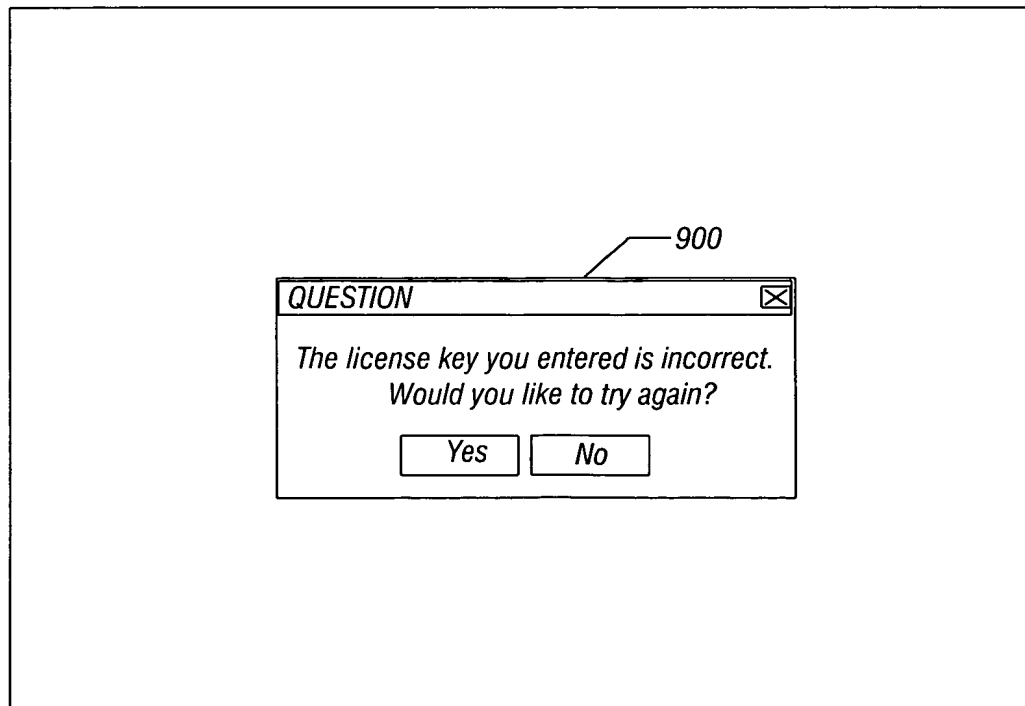 900
QUESTION
The license key you entered is incorrect.
Would you like to try again?
Yes No